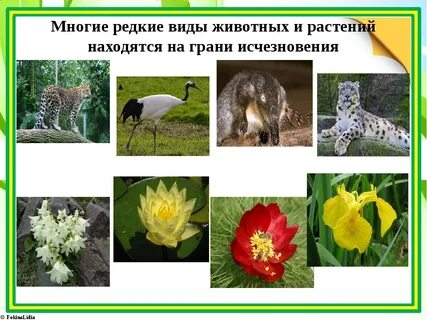 Многие редкие виды животных и растений
находятся на грани исчезновения
© FokinaLidia